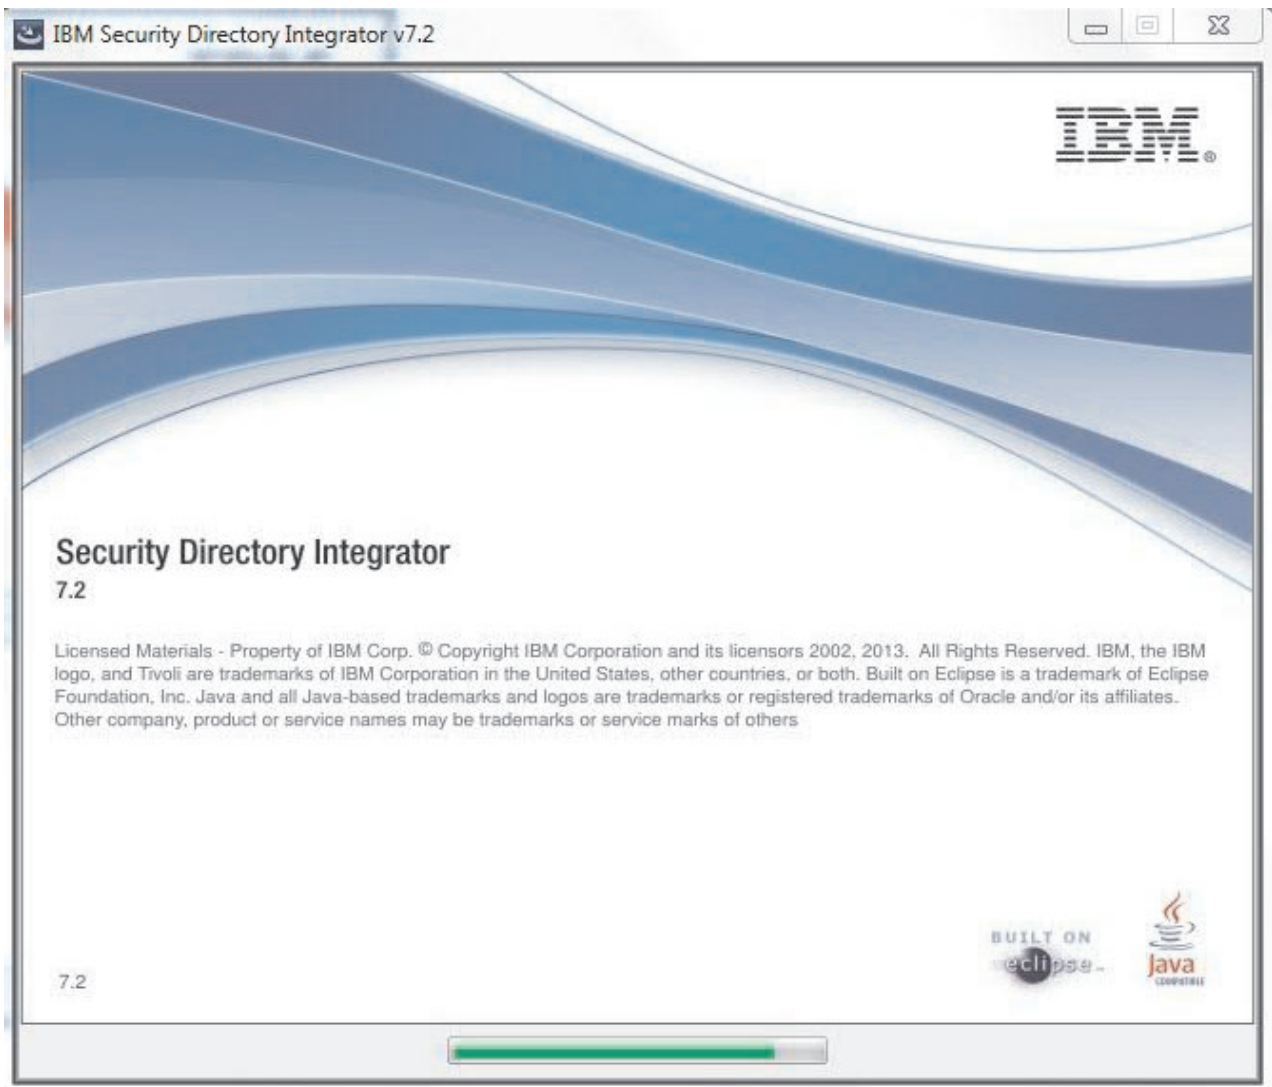 IBM Security Directory Integrator v7.2
IBM®
Security Directory Integrator
7.2
Licensed Materials - Property of IBM Corp. © Copyright IBM Corporation and its licensors 2002, 2013. All Rights Reserved. IBM, the IBM
logo, and Tivoli are trademarks of IBM Corporation in the United States, other countries, or both. Built on Eclipse is a trademark of Eclipse
Foundation, Inc. Java and all Java-based trademarks and logos are trademarks or registered trademarks of Oracle and/or its affiliates.
Other company, product or service names may be trademarks or service marks of others
BUILT ON
eclipse™
Java
COMPATIBLE
7.2